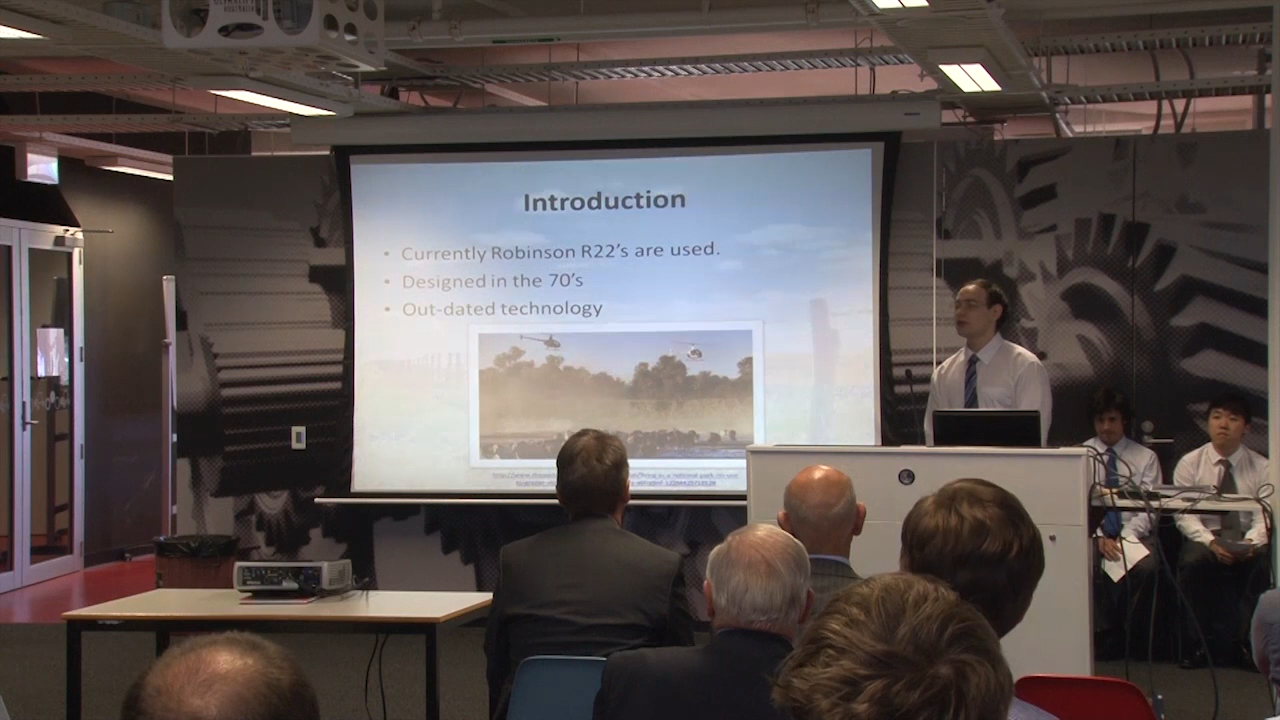 Introduction
• Currently Robinson R22's are used.
• Designed in the 70's
• Out-dated technology